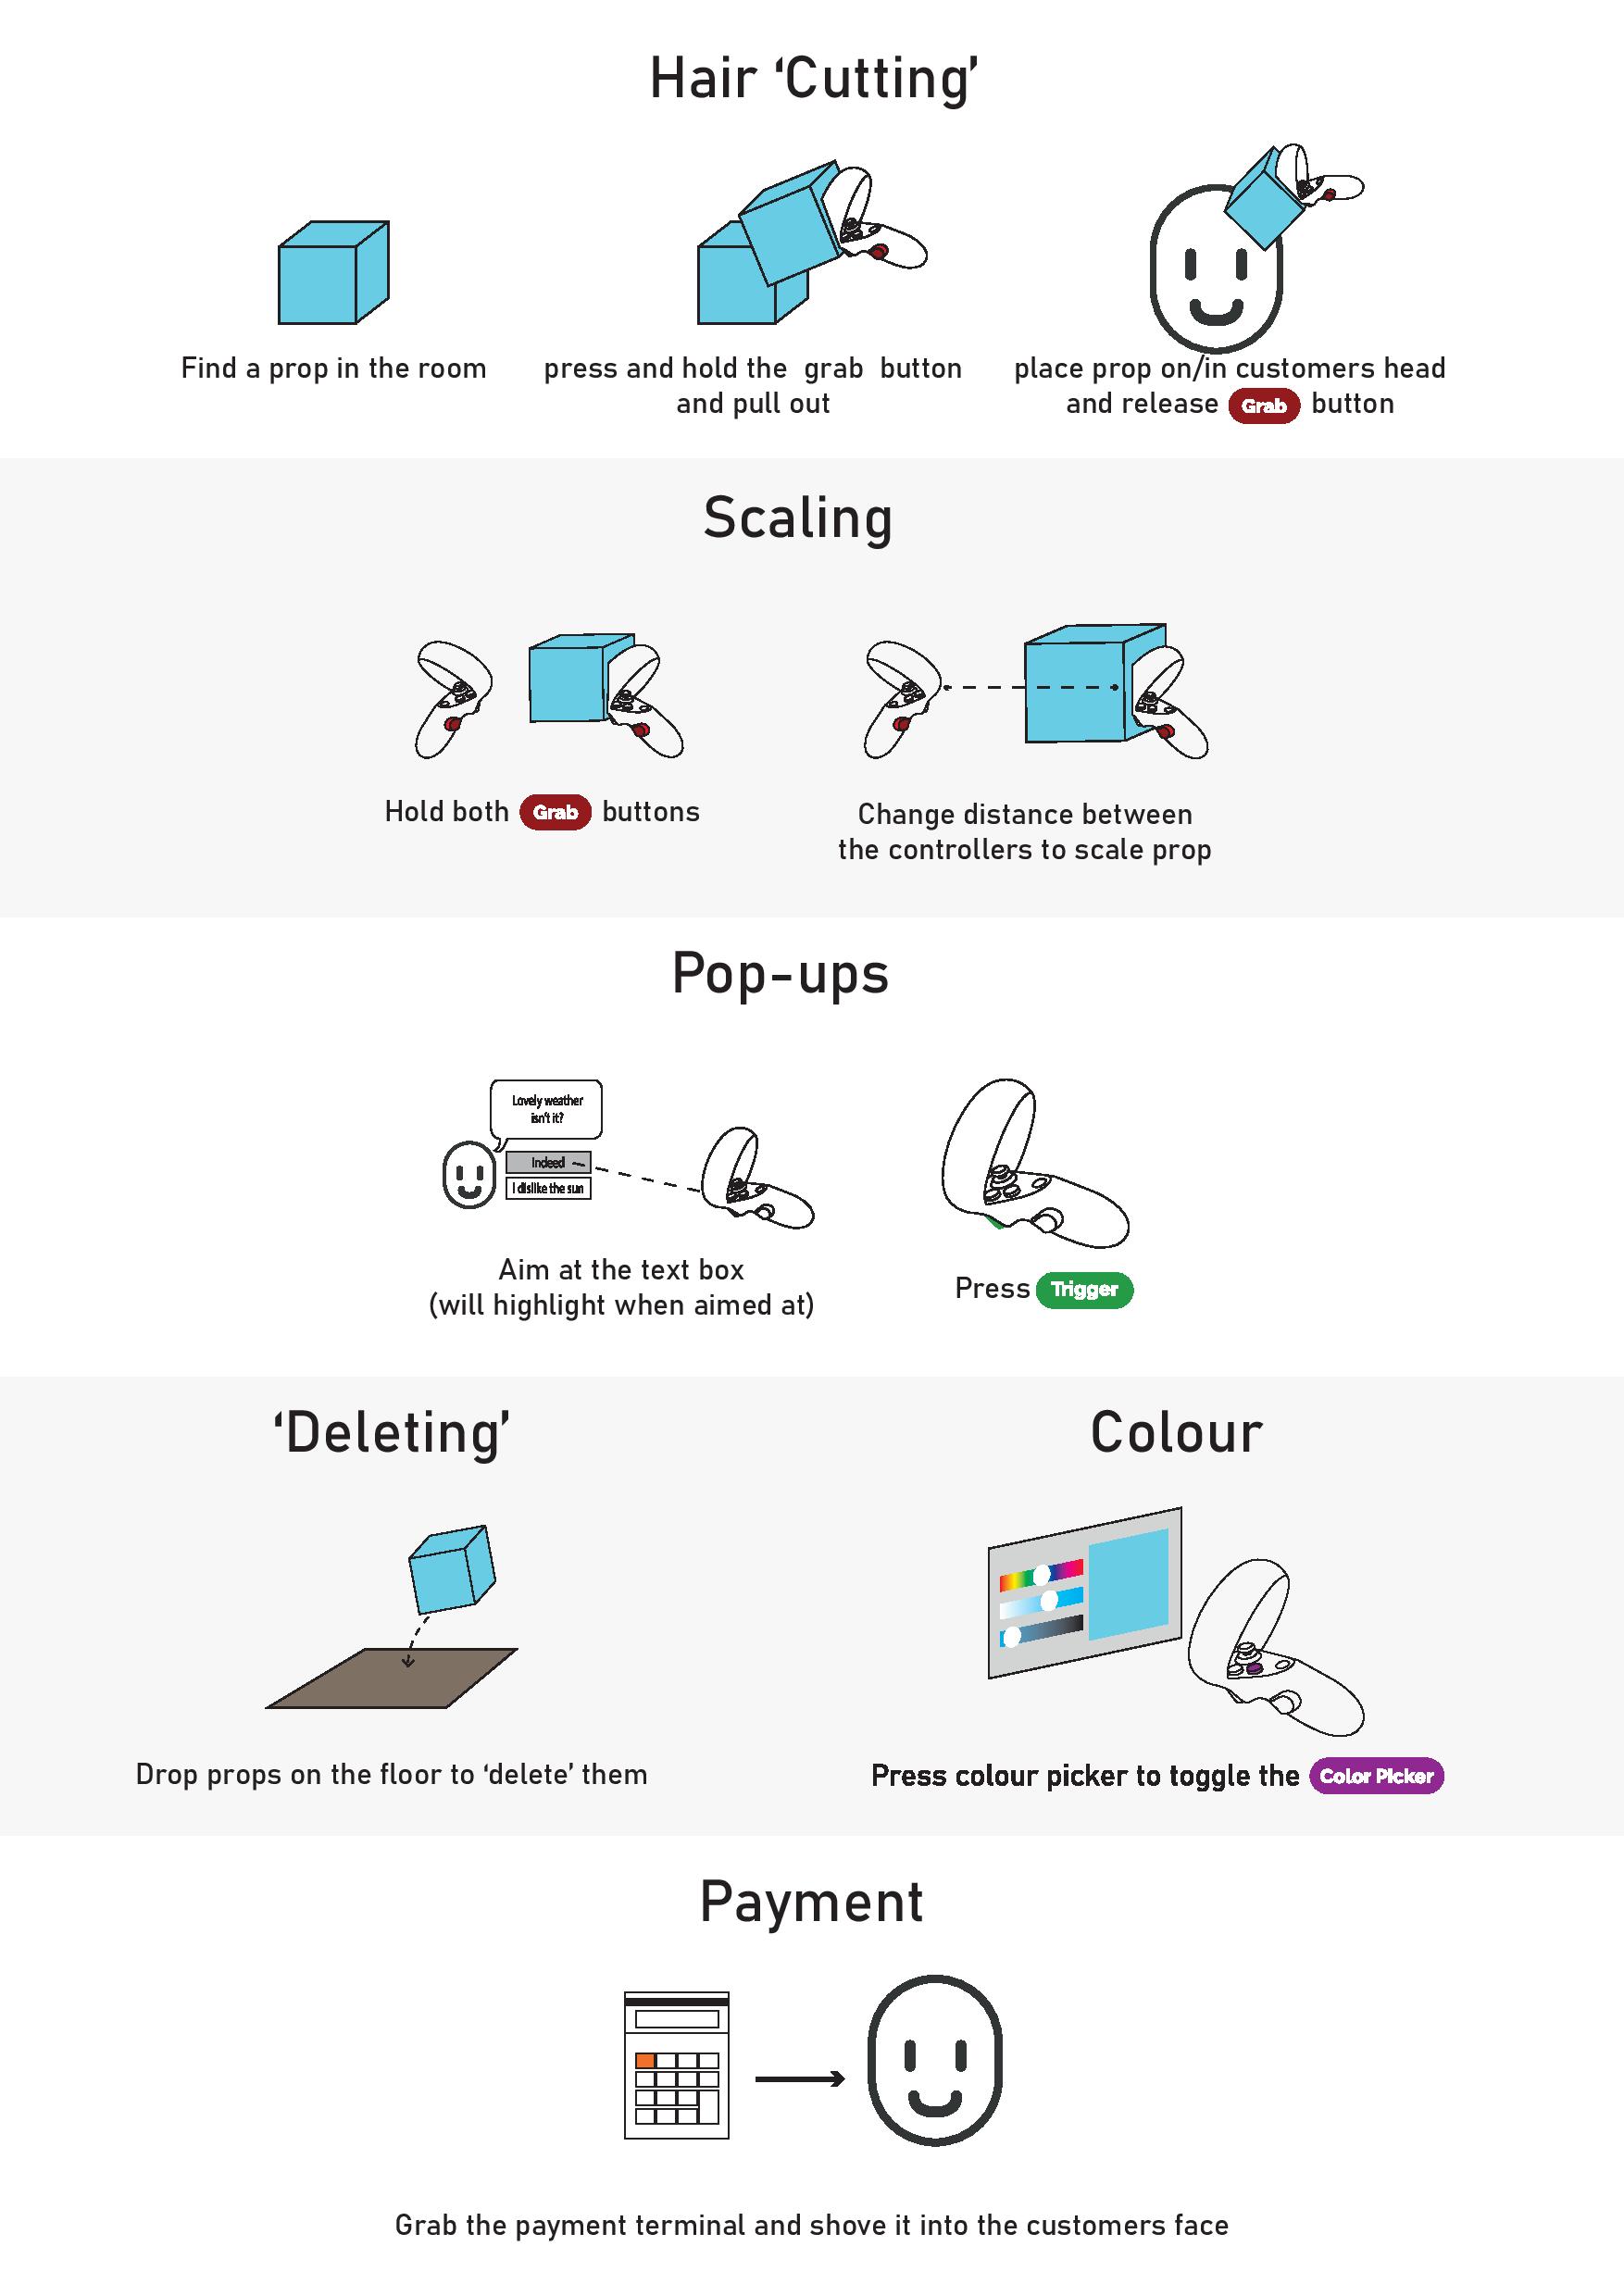 Hair ‘Cutting’
Find a prop in the room
press and hold the grab button
and pull out
place prop on/in customers head
and release Grab button
Scaling
Hold both Grab buttons
Change distance between
the controllers to scale prop
Pop-ups
Lovely weather
isn't it?
Indeed
I dislike the sun
Aim at the text box
(will highlight when aimed at)
Press Trigger
‘Deleting’
Drop props on the floor to ‘delete’ them
Colour
Press colour picker to toggle the Color Picker
Payment
Grab the payment terminal and shove it into the customers face